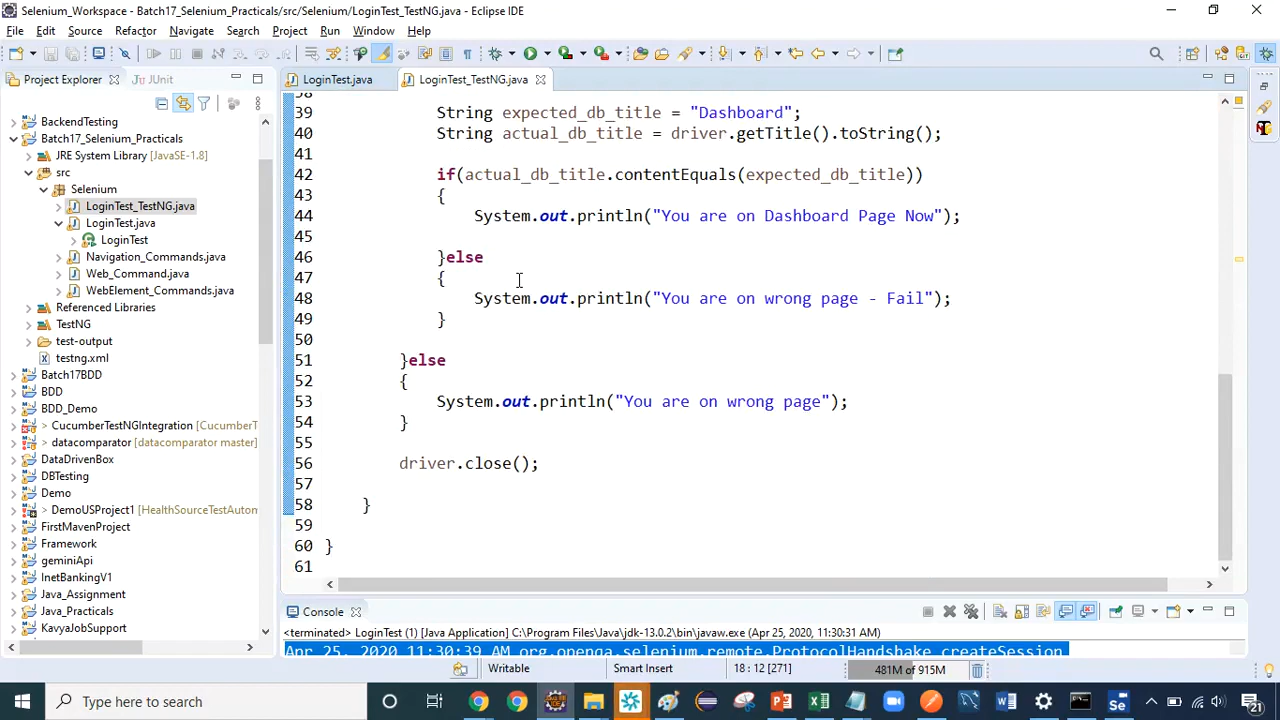 Selenium_Workspace - Batch17_Selenium_Practicals/src/Selenium/LoginTest_TestNG.java - Eclipse IDE
File Edit Source Refactor Navigate Search Project Run Window Help
Project Explorer JUnit
LoginTest.java LoginTest_TestNG.java
BackendTesting
Batch17_Selenium_Practicals
JRE System Library [JavaSE-1.8]
src
Selenium
LoginTest_TestNG.java
LoginTest.java
LoginTest
Navigation_Commands.java
Web_Command.java
WebElement_Commands.java
Referenced Libraries
TestNG
test-output
testng.xml
Batch17BDD
BDD
BDD_Demo
> CucumberTestNGIntegration [CucumberT
> datacomparator [datacomparator master]
DataDrivenBox
DBTesting
Demo
> DemoUSProject1 [HealthSourceTestAutom
FirstMavenProject
Framework
geminiApi
InetBankingV1
Java_Assignment
Java_Practicals
KavyaJobSupport
38
39 String expected_db_title = "Dashboard";
40 String actual_db_title = driver.getTitle().toString();
41
42 if(actual_db_title.contentEquals(expected_db_title))
43 {
44 System.out.println("You are on Dashboard Page Now");
45
46 }else
47 {
48 System.out.println("You are on wrong page - Fail");
49 }
50
51 }else
52 {
53 System.out.println("You are on wrong page");
54 }
55
56 driver.close();
57
58 }
59
60 }
61
Console
<terminated> LoginTest (1) [Java Application] C:\Program Files\Java\jdk-13.0.2\bin\javaw.exe (Apr 25, 2020, 11:30:31 AM)
Apr 25, 2020 11:30:39 AM org.openqa.selenium.remote.ProtocolHandshake createSession
Writable Smart Insert 18 : 12 [271] 481M of 915M
Type here to search
21